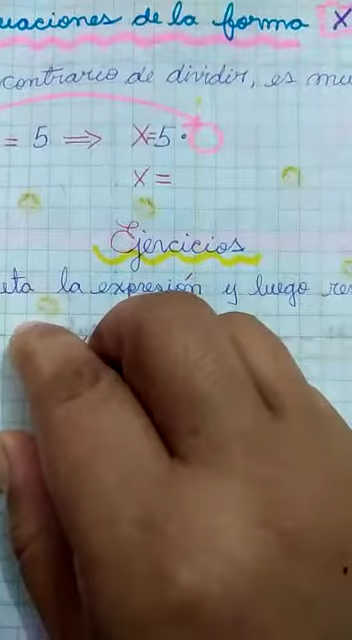 uaciones de la forma X
contrario de dividir, es mu
= 5 ⟹ X=5·
X =
Ejercicios
eta la expresión y luego re